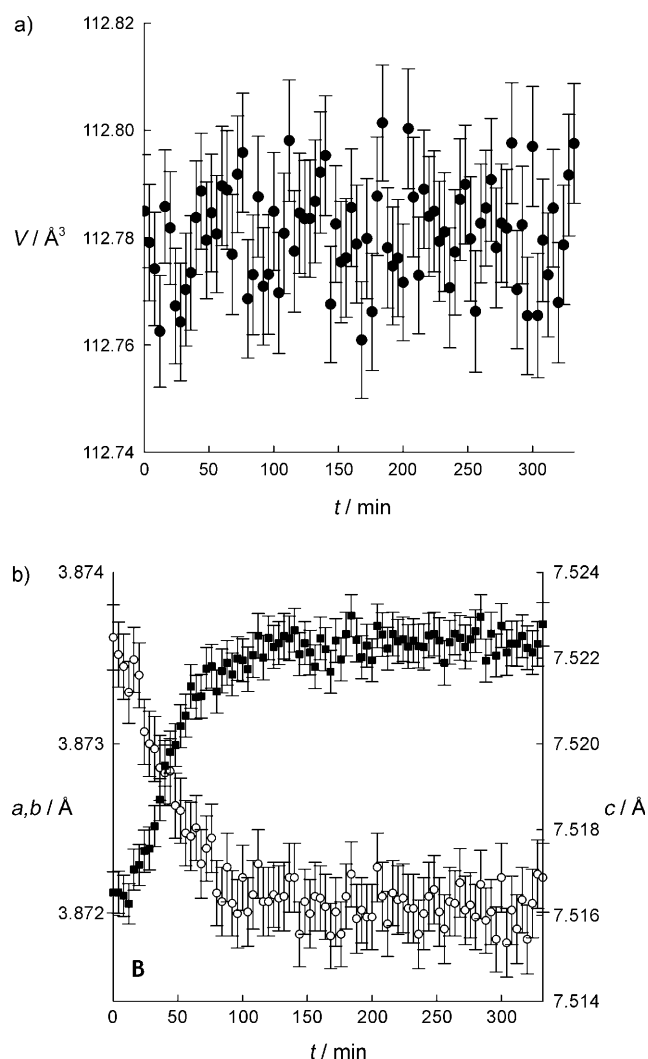 a)
112.82
112.80
V / Å³
112.78
112.76
112.74
0 50 100 150 200 250 300
t / min
b)
3.874 7.524
7.522
3.873 7.520
a,b / Å c / Å
7.518
3.872 7.516
B
7.514
0 50 100 150 200 250 300
t / min